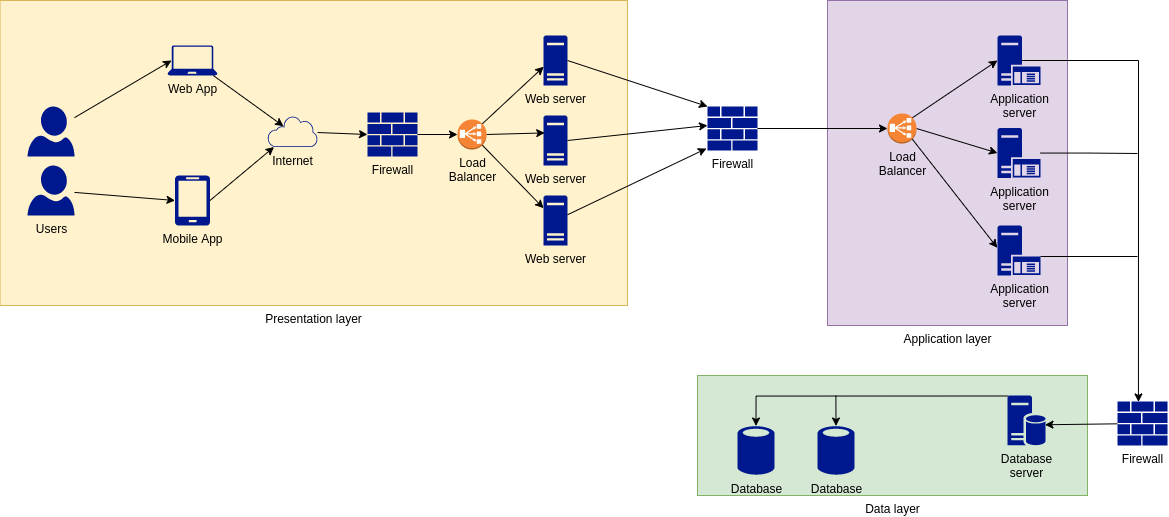 Web App
Users
Mobile App
Internet
Firewall
Load
Balancer
Web server
Web server
Web server
Presentation layer
Firewall
Load
Balancer
Application
server
Application
server
Application
server
Application layer
Firewall
Database
server
Database
Database
Data layer